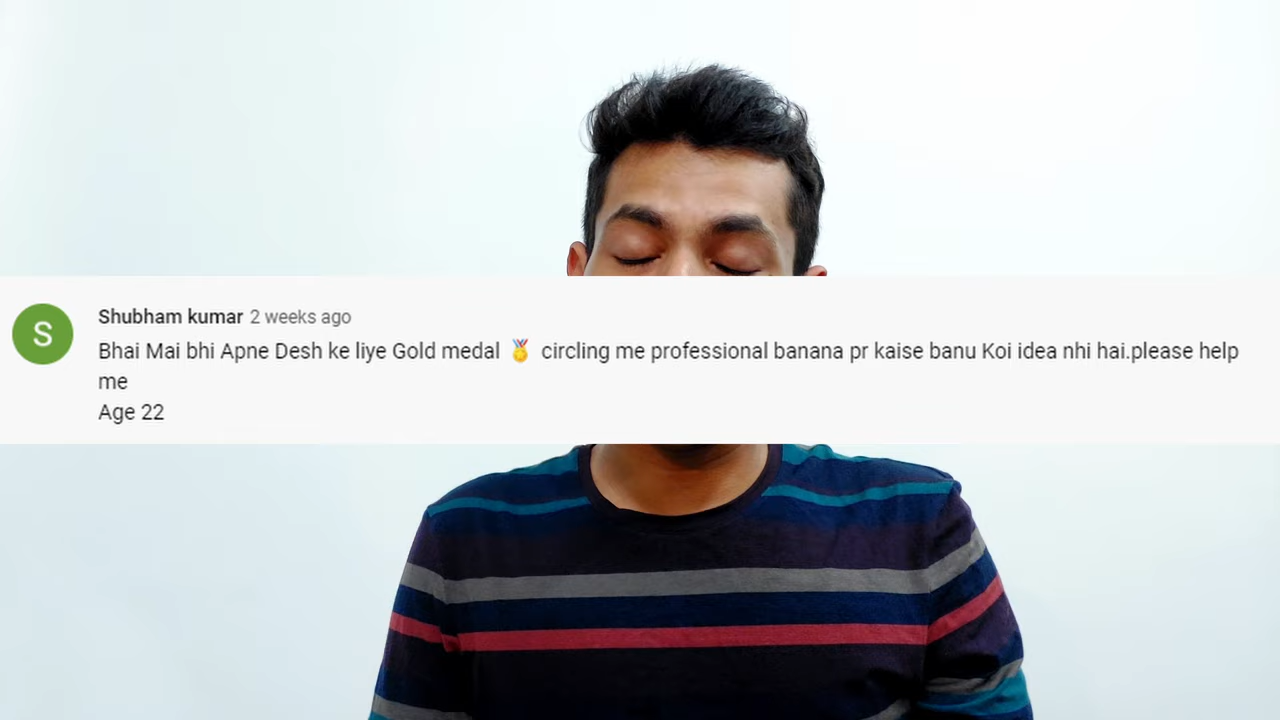 S
Shubham kumar 2 weeks ago
Bhai Mai bhi Apne Desh ke liye Gold medal 🏅 circling me professional banana pr kaise banu Koi idea nhi hai.please help
me
Age 22